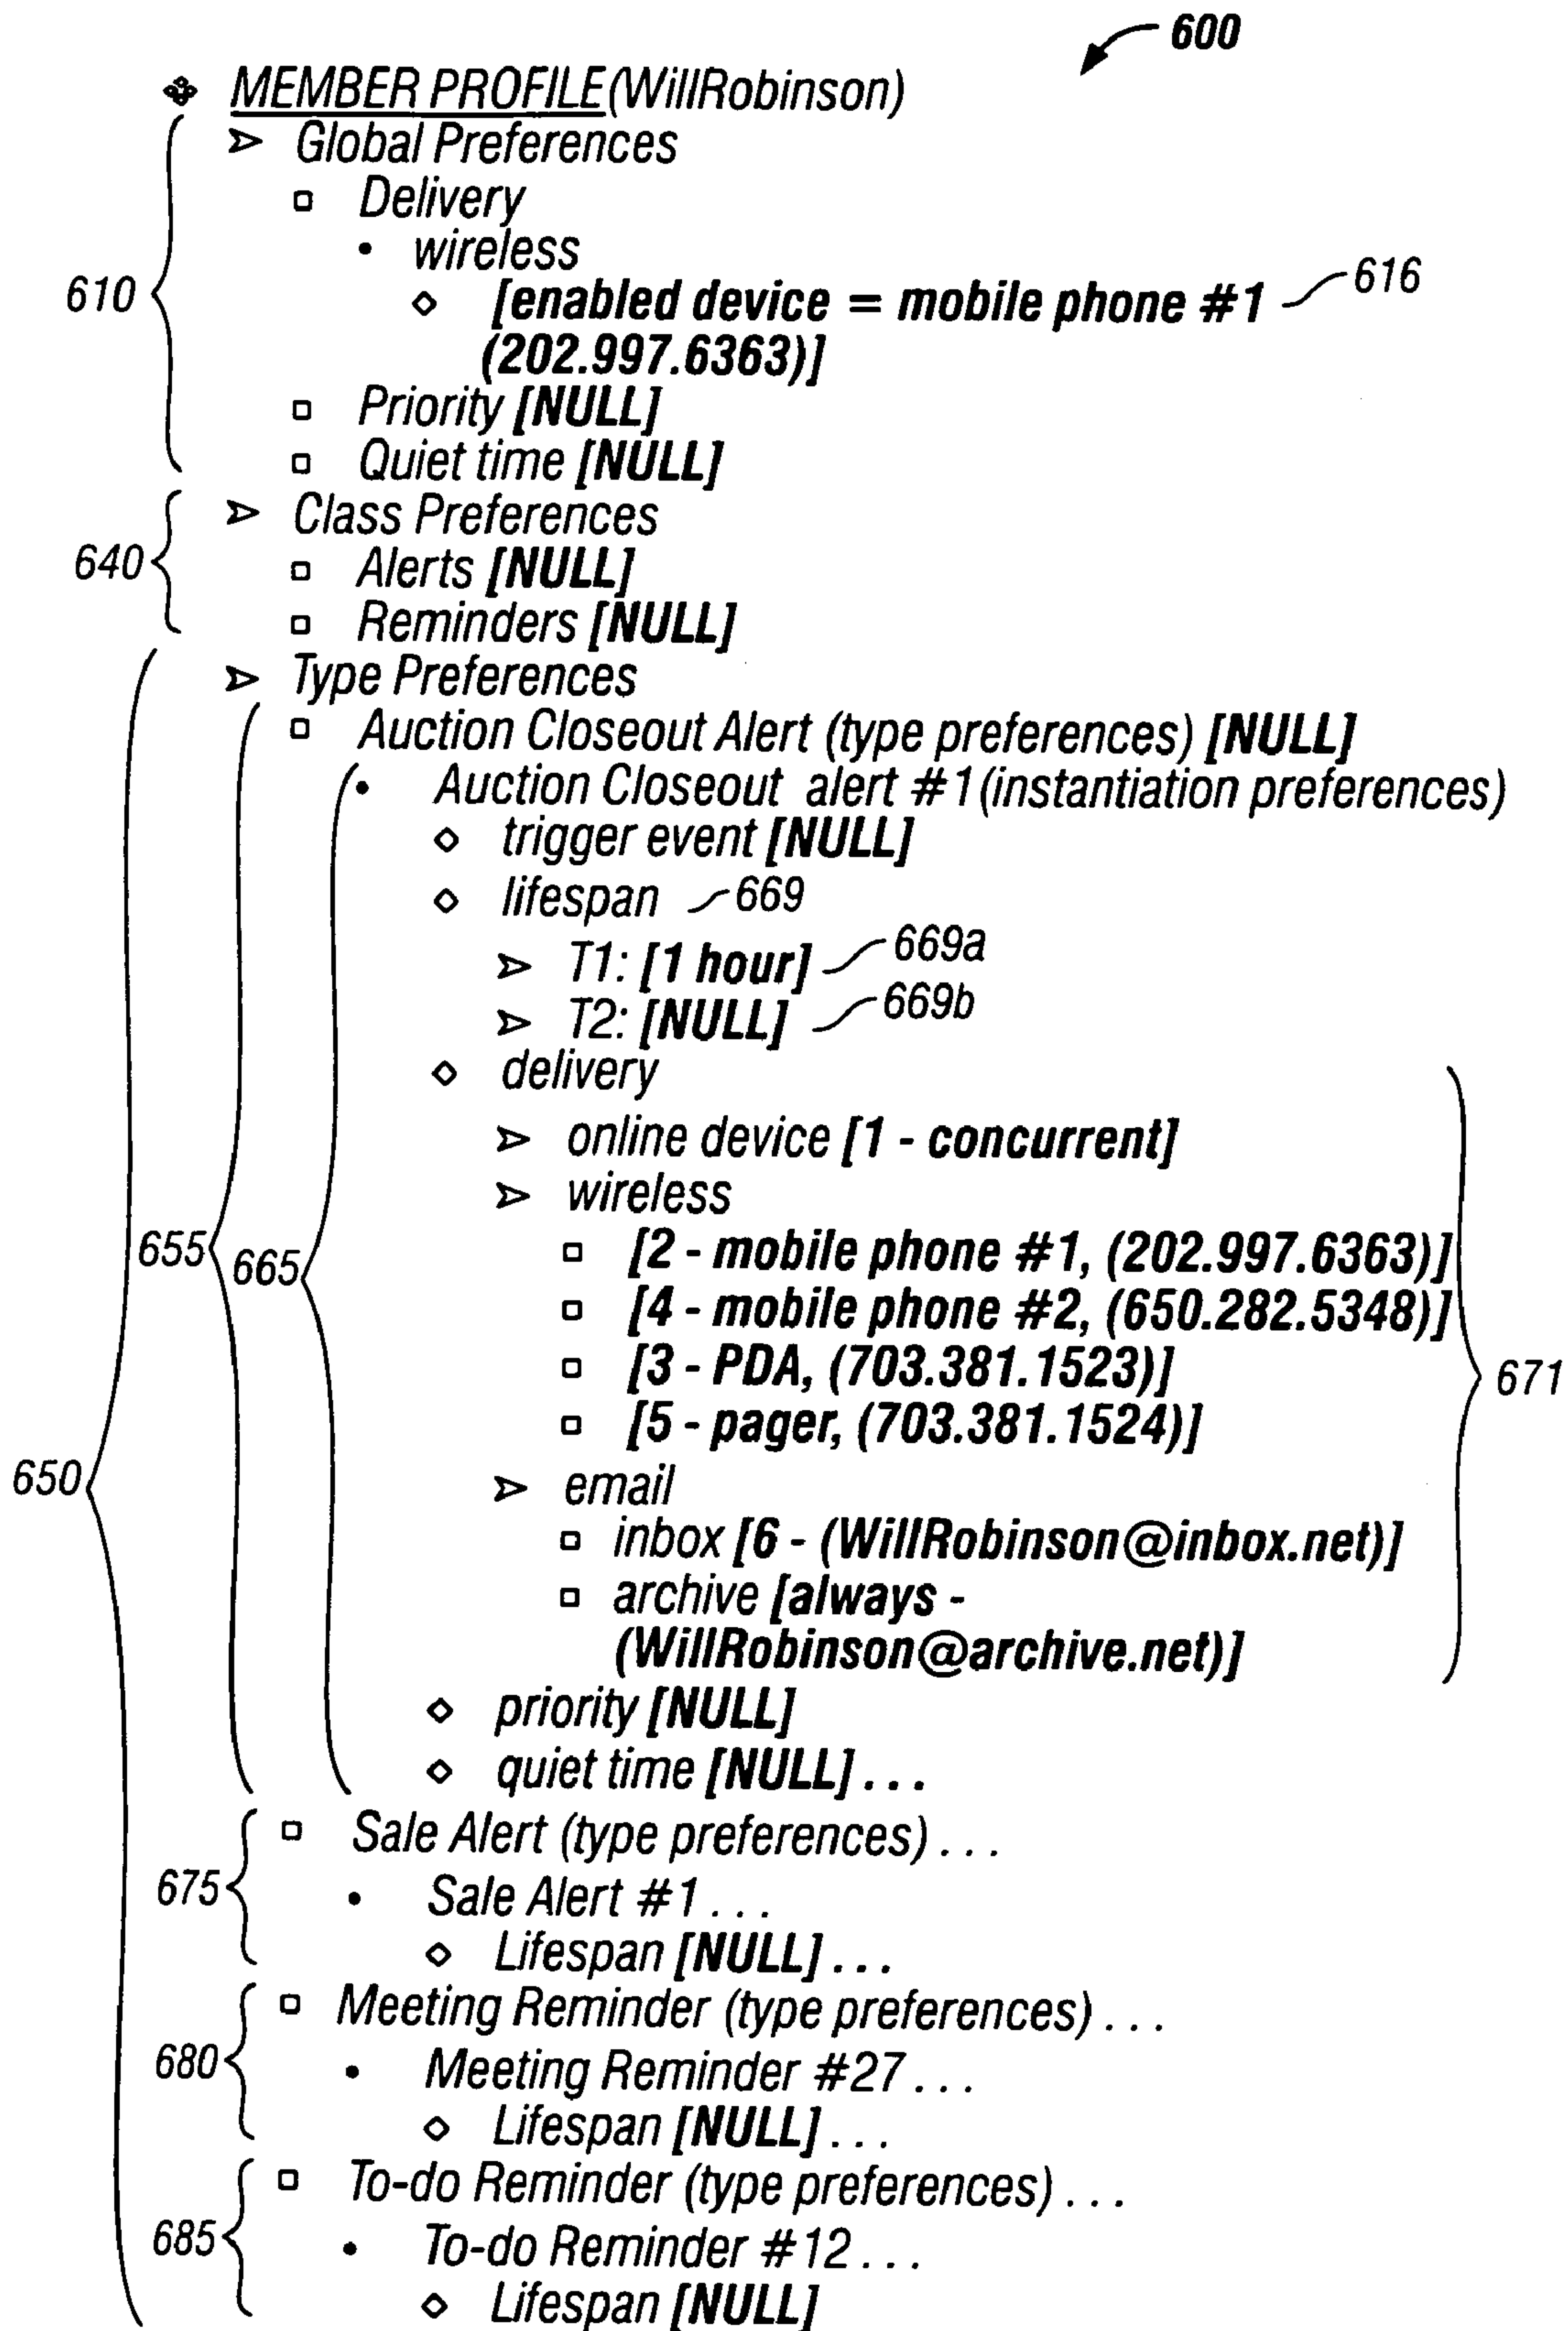 600
MEMBER PROFILE(WillRobinson)
Global Preferences
Delivery
wireless
610
[enabled device = mobile phone #1
616
(202.997.6363)]
Priority [NULL]
Quiet time [NULL]
Class Preferences
640
Alerts [NULL]
Reminders [NULL]
Type Preferences
Auction Closeout Alert (type preferences) [NULL]
Auction Closeout alert #1(instantiation preferences)
trigger event [NULL]
lifespan 669
T1: [1 hour] 669a
T2: [NULL] 669b
delivery
online device [1 - concurrent]
wireless
655 665 [2 - mobile phone #1, (202.997.6363)]
[4 - mobile phone #2, (650.282.5348)]
[3 - PDA, (703.381.1523)]
671
[5 - pager, (703.381.1524)]
650
email
inbox [6 - (WillRobinson@inbox.net)]
archive [always -
(WillRobinson@archive.net)]
priority [NULL]
quiet time [NULL] . . .
Sale Alert (type preferences) . . .
675
Sale Alert #1 . . .
Lifespan [NULL] . . .
Meeting Reminder (type preferences) . . .
680
Meeting Reminder #27 . . .
Lifespan [NULL] . . .
To-do Reminder (type preferences) . . .
685
To-do Reminder #12 . . .
Lifespan [NULL]